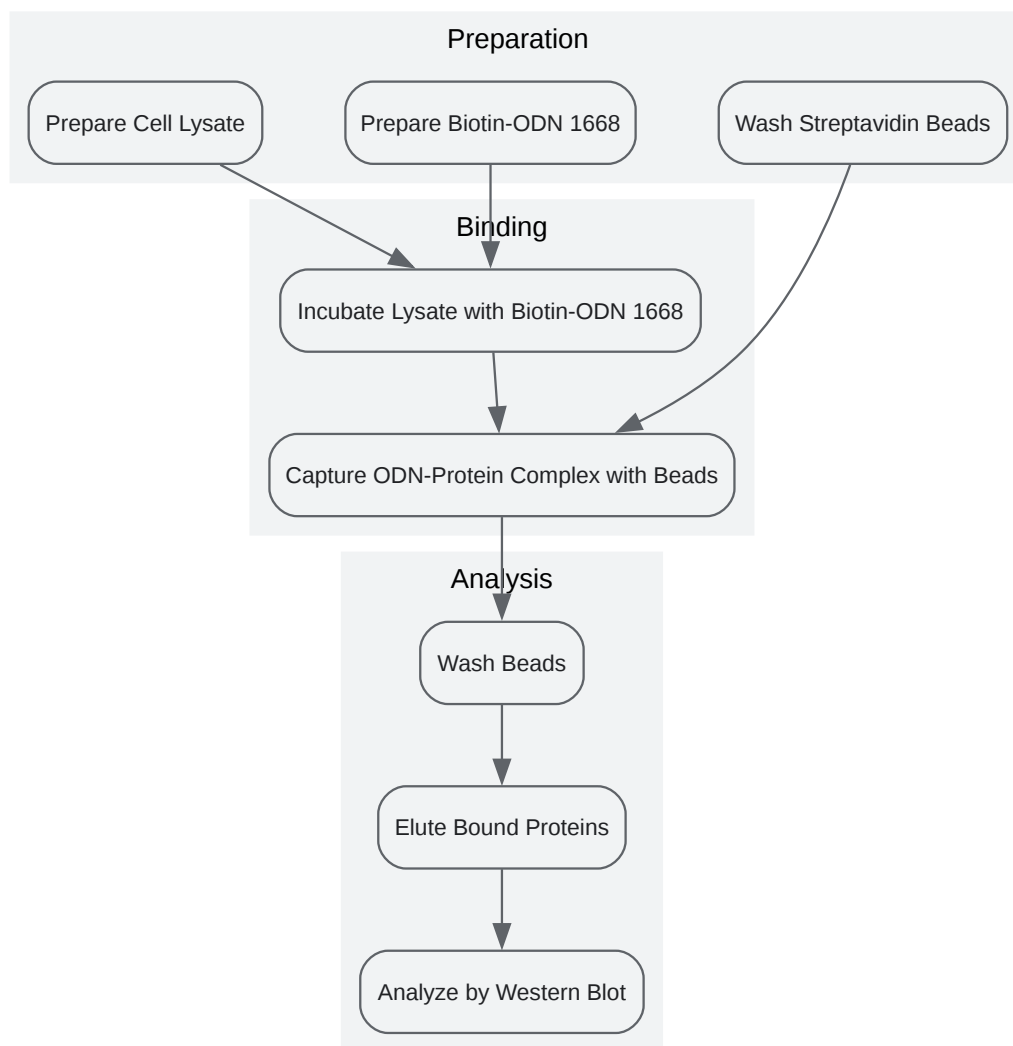 Preparation
Prepare Cell Lysate
Prepare Biotin-ODN 1668
Wash Streptavidin Beads
Binding
Incubate Lysate with Biotin-ODN 1668
Capture ODN-Protein Complex with Beads
Analysis
Wash Beads
Elute Bound Proteins
Analyze by Western Blot